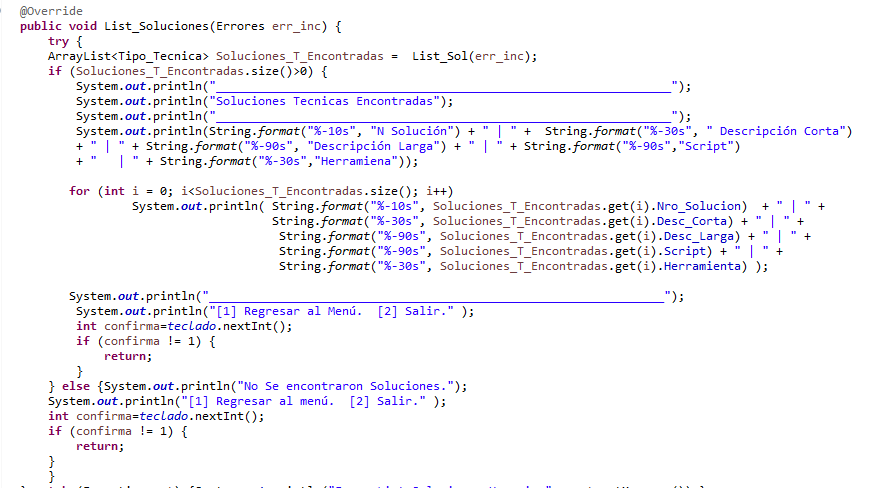 @Override
public void List_Soluciones(Errores err_inc) {
try {
ArrayList<Tipo_Tecnica> Soluciones_T_Encontradas =  List_Sol(err_inc);
if (Soluciones_T_Encontradas.size()>0) {
System.out.println("_________________________________________________________________");
System.out.println("Soluciones Tecnicas Encontradas");
System.out.println("_________________________________________________________________");
System.out.println(String.format("%-10s", "N Solución") + " | " +  String.format("%-30s", " Descripción Corta")
+ " | " + String.format("%-90s", "Descripción Larga") + " | " + String.format("%-90s","Script")
+ "   | " + String.format("%-30s","Herramiena"));
for (int i = 0; i<Soluciones_T_Encontradas.size(); i++)
System.out.println( String.format("%-10s", Soluciones_T_Encontradas.get(i).Nro_Solucion)  + " | " +
String.format("%-30s", Soluciones_T_Encontradas.get(i).Desc_Corta) + " | " +
String.format("%-90s", Soluciones_T_Encontradas.get(i).Desc_Larga) + " | " +
String.format("%-90s", Soluciones_T_Encontradas.get(i).Script) + " | " +
String.format("%-30s", Soluciones_T_Encontradas.get(i).Herramienta) );
System.out.println("_________________________________________________________________");
System.out.println("[1] Regresar al Menú.  [2] Salir." );
int confirma=teclado.nextInt();
if (confirma != 1) {
return;
}
} else {System.out.println("No Se encontraron Soluciones.");
System.out.println("[1] Regresar al menú.  [2] Salir." );
int confirma=teclado.nextInt();
if (confirma != 1) {
return;
}
}